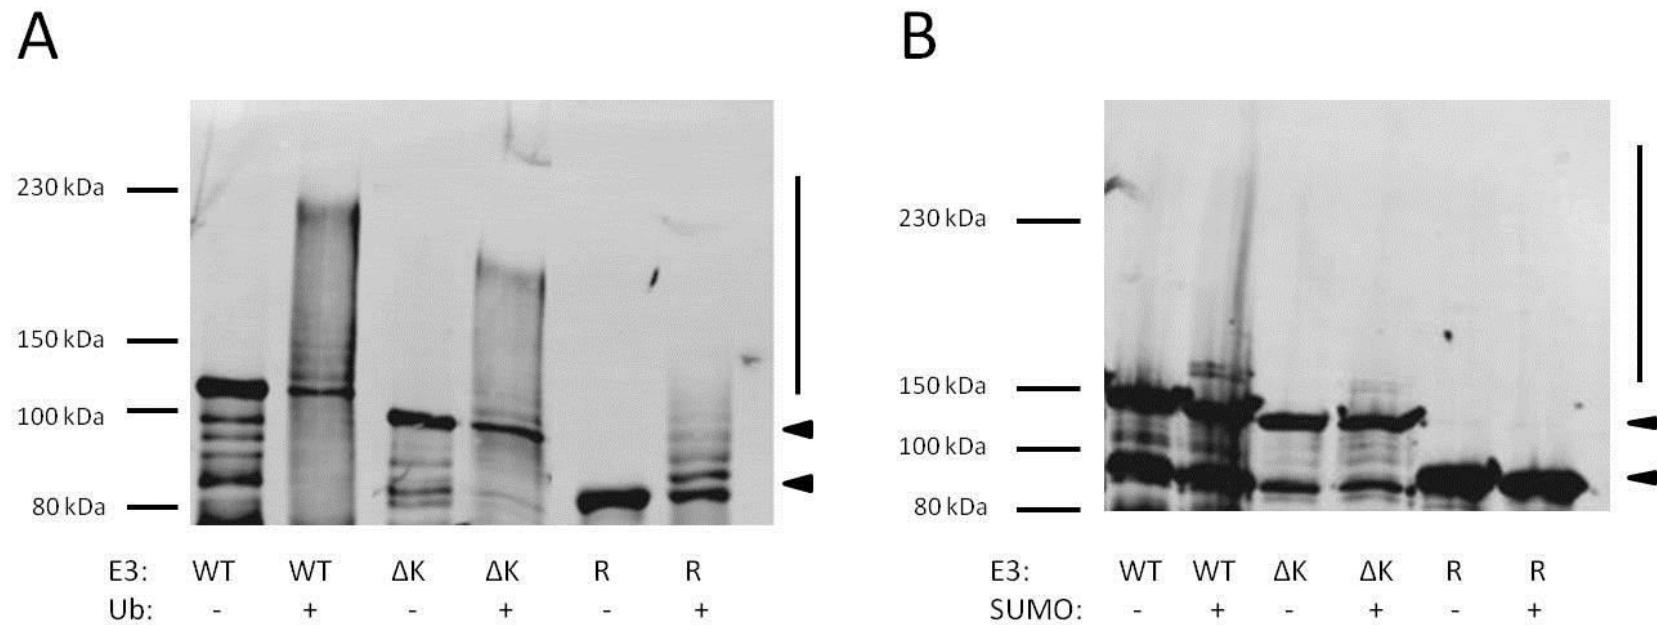 A
B
230 kDa
150 kDa
100 kDa
80 kDa
E3: WT WT ΔK ΔK R R
Ub: - + - + - +
230 kDa
150 kDa
100 kDa
80 kDa
E3: WT WT ΔK ΔK R R
SUMO: - + - + - +